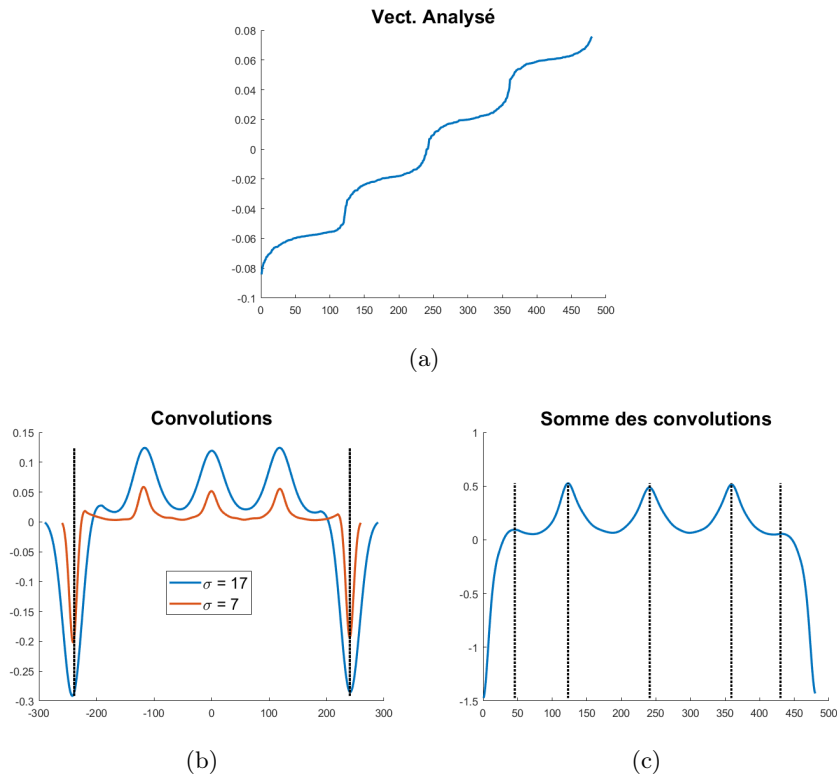 Vect. Analysé
0.08
0.06
0.04
0.02
0
-0.02
-0.04
-0.06
-0.08
-0.1
0 50 100 150 200 250 300 350 400 450 500
(a)
Convolutions
0.15
0.1
0.05
0
-0.05
-0.1
-0.15
-0.2
-0.25
-0.3
σ = 17
σ = 7
-300 -200 -100 0 100 200 300
(b)
Somme des convolutions
1
0.5
0
-0.5
-1
-1.5
0 50 100 150 200 250 300 350 400 450 500
(c)